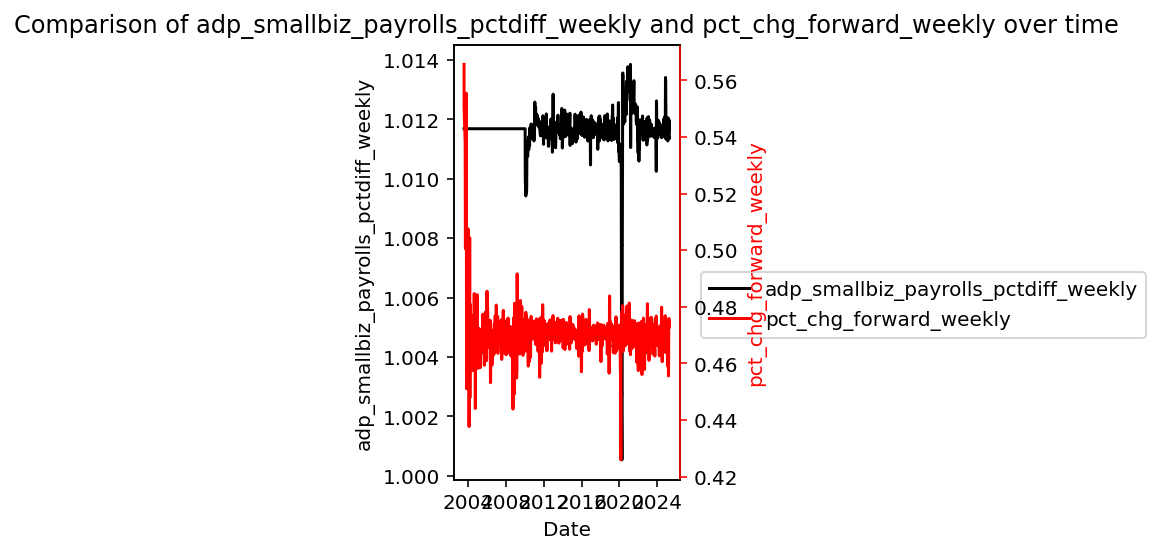 Comparison of adp_smallbiz_payrolls_pctdiff_weekly and pct_chg_forward_weekly over time
adp_smallbiz_payrolls_pctdiff_weekly
1.014
1.012
1.010
1.008
1.006
1.004
1.002
1.000
0.56
0.54
0.52
0.50
0.48
0.46
0.44
0.42
pct_chg_forward_weekly
adp_smallbiz_payrolls_pctdiff_weekly
pct_chg_forward_weekly
2004 2008 2012 2016 2020 2024
Date